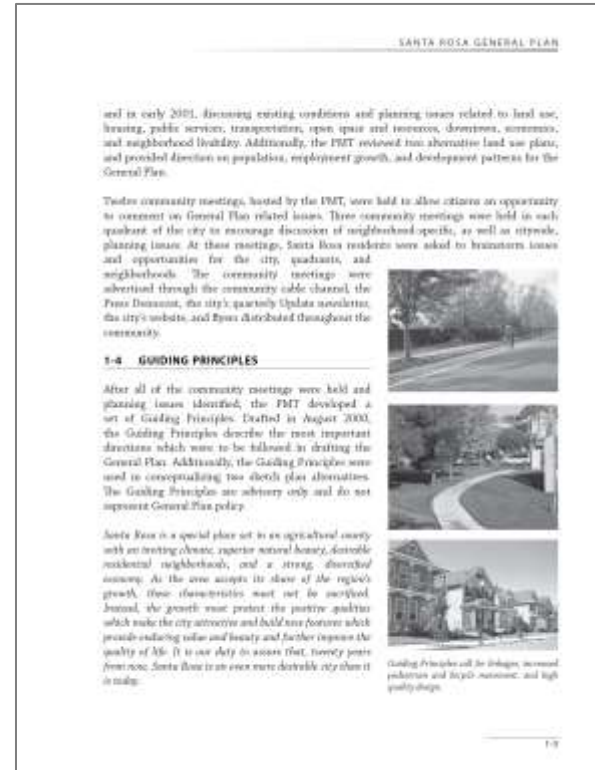 SANTA ROSA GENERAL PLAN
and in early 2001, discussing existing conditions and planning issues related to land use,
housing, public services, transportation, open space and resources, downtown, economics,
and neighborhood livability. Additionally, the PMT reviewed two alternative land use plans,
and provided direction on population, employment growth, and development patterns for the
General Plan.
Twelve community meetings, hosted by the PMT, were held to allow citizens an opportunity
to comment on General Plan related issues. Three community meetings were held in each
quadrant of the city to encourage discussion of neighborhood-specific, as well as citywide,
planning issues. At these meetings, Santa Rosa residents were asked to brainstorm issues
and opportunities for the city, quadrants, and
neighborhoods. The community meetings were
advertised through the community cable channel, the
Press Democrat, the city's quarterly Update newsletter,
the city's website, and flyers distributed throughout the
community.
1-4 GUIDING PRINCIPLES
After all of the community meetings were held and
planning issues identified, the PMT developed a
set of Guiding Principles. Drafted in August 2000,
the Guiding Principles describe the most important
directions which were to be followed in drafting the
General Plan. Additionally, the Guiding Principles were
used in conceptualizing two sketch plan alternatives.
The Guiding Principles are advisory only and do not
represent General Plan policy.
Santa Rosa is a special place set in an agricultural county
with an inviting climate, superior natural beauty, desirable
residential neighborhoods, and a strong, diversified
economy. As the area accepts its share of the region's
growth, these characteristics must not be sacrificed.
Instead, the growth must protect the positive qualities
which make the city attractive and build new features which
provide enduring value and beauty and further improve the
quality of life. It is our duty to assure that, twenty years
from now, Santa Rosa is an even more desirable city than it
is today.
Guiding Principles call for linkages, increased
pedestrian and bicycle movement, and high
quality design.